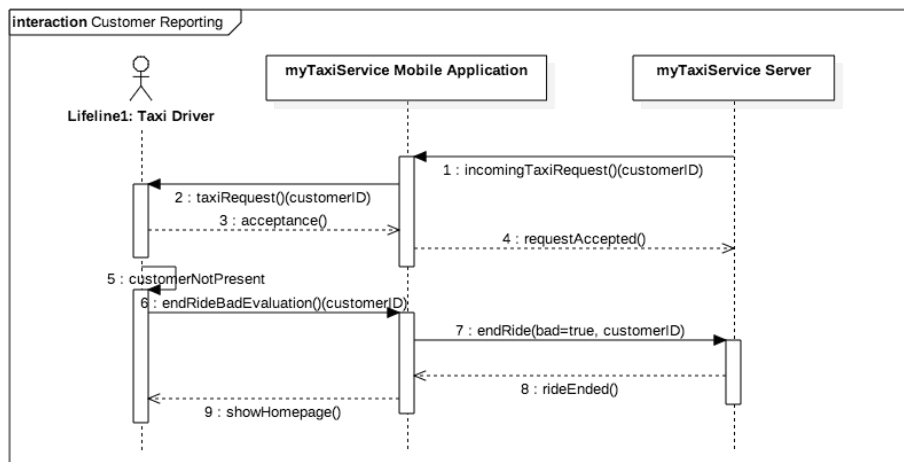 interaction Customer Reporting
myTaxiService Mobile Application
myTaxiService Server
Lifeline1: Taxi Driver
1 : incomingTaxiRequest()(customerID)
2 : taxiRequest()(customerID)
3 : acceptance()
4 : requestAccepted()
5 : customerNotPresent
6 : endRideBadEvaluation()(customerID)
7 : endRide(bad=true, customerID)
8 : rideEnded()
9 : showHomepage()